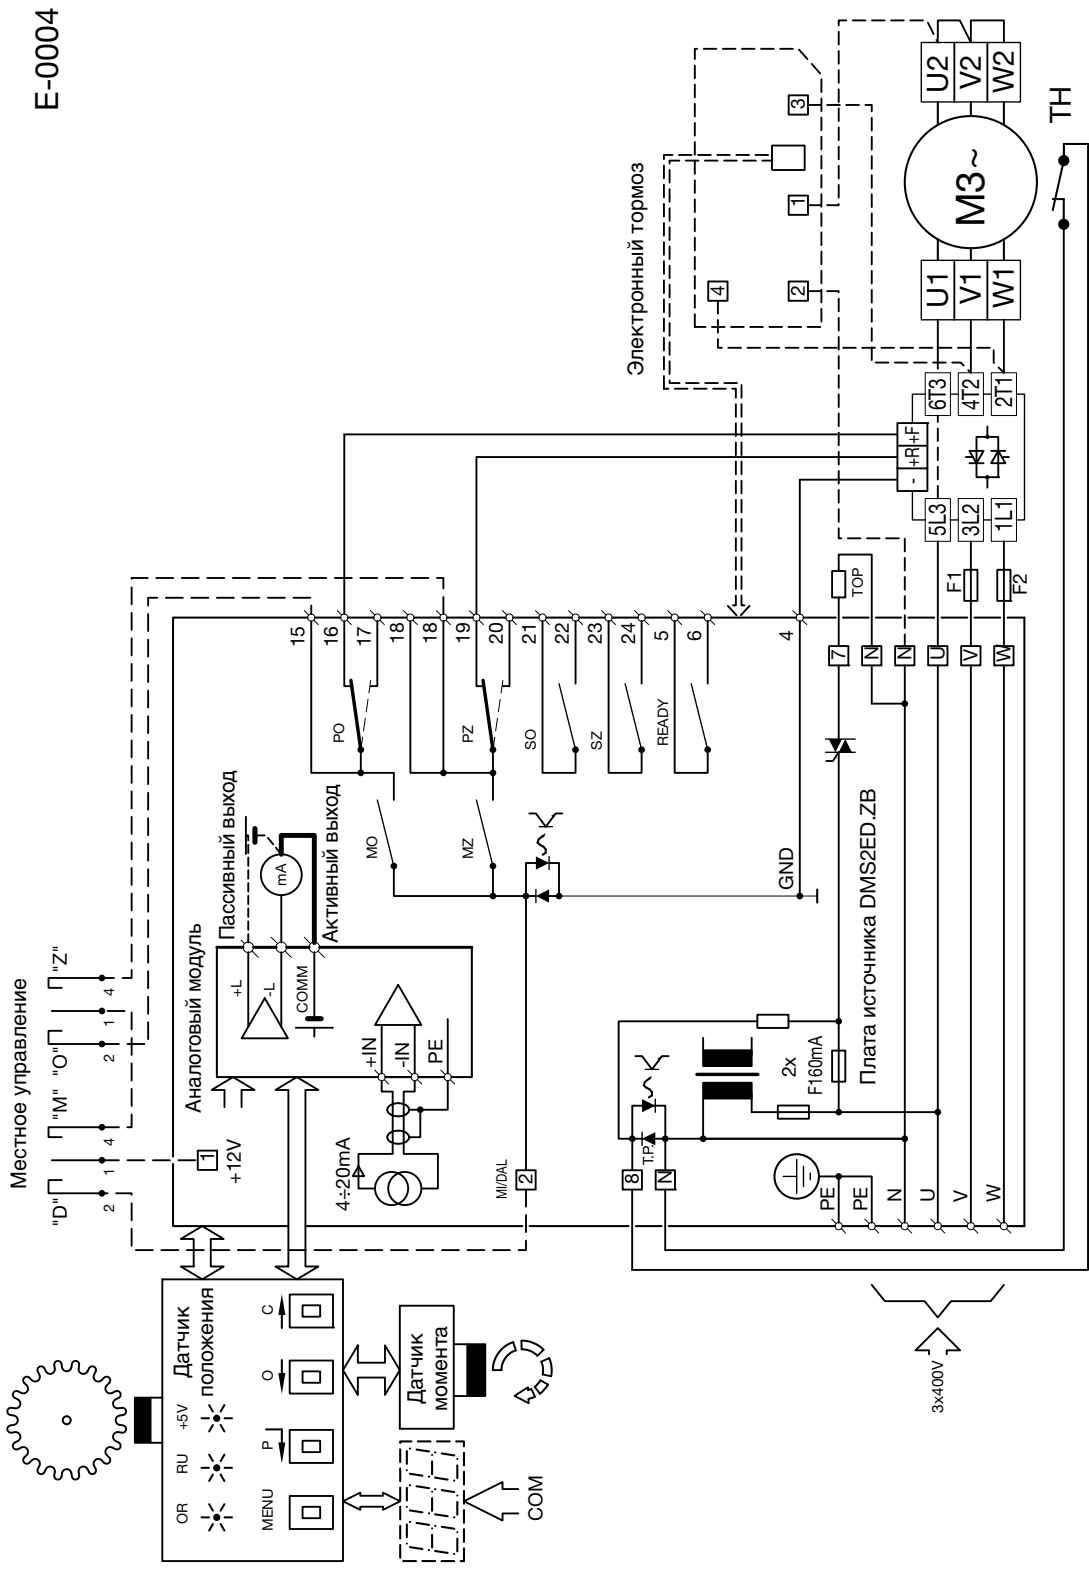 E-0004
Местное управление
"D"
"M"
"O"
"Z"
2
1
4
2
1
4
Аналоговый модуль
Пассивный выход
Активный выход
+L
-L
COMM
mA
+IN
-IN
PE
4÷20mA
1
+12V
MI/DAL
2
MO
MZ
PO
PZ
SO
SZ
READY
15
16
17
18
18
19
20
21
22
23
24
5
6
4
GND
Электронный тормоз
4
2
1
3
Датчик
положения
OR
RU
+5V
MENU
P
O
C
Датчик
момента
COM
8
N
T.P.
2x
F160mA
Плата источника DMS2ED.ZB
7
N
N
U
V
W
TOP
F1
F2
PE
PE
N
U
V
W
3x400V
-
+R
+F
5L3
3L2
1L1
6T3
4T2
2T1
U1
V1
W1
M3~
U2
V2
W2
TH